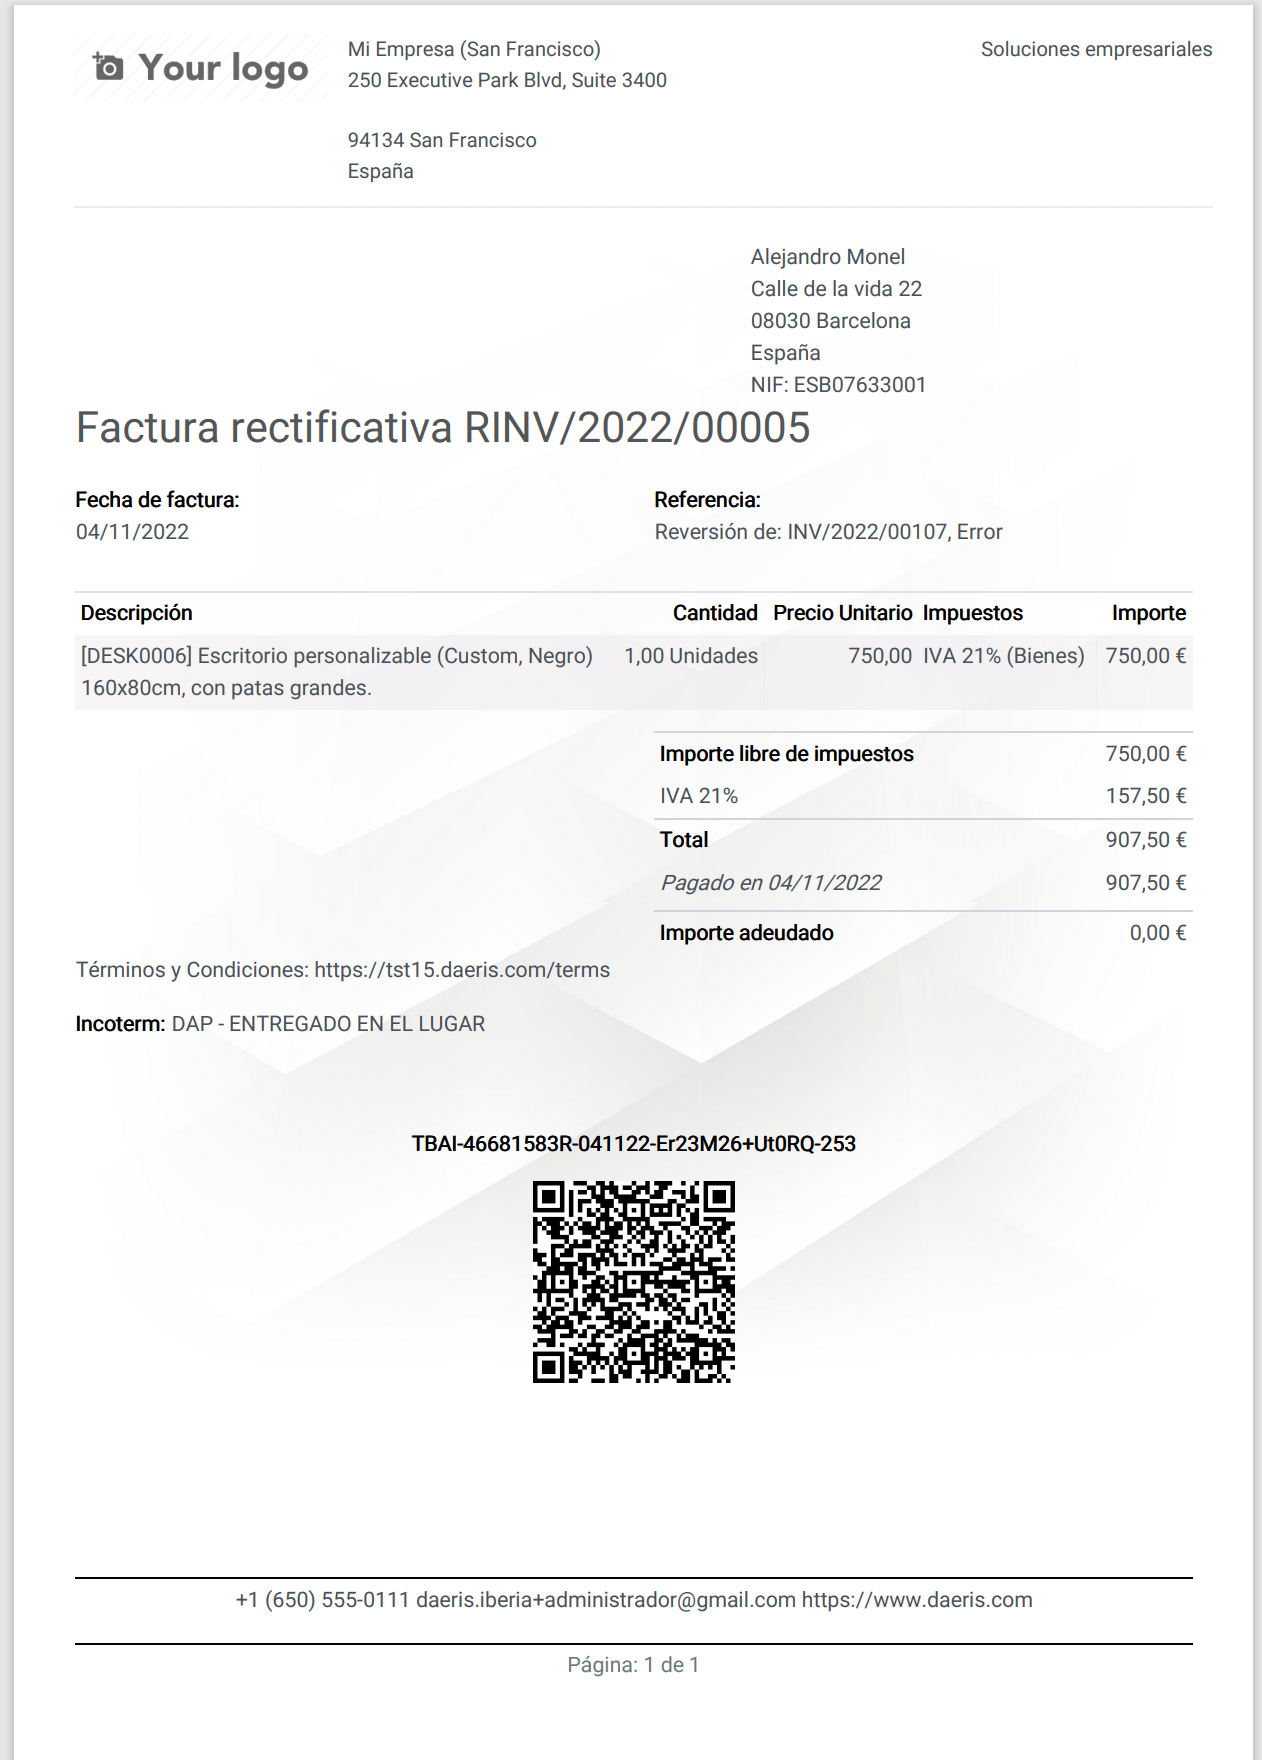 Your logo
Mi Empresa (San Francisco)
250 Executive Park Blvd, Suite 3400
94134 San Francisco
España
Soluciones empresariales
Alejandro Monel
Calle de la vida 22
08030 Barcelona
España
NIF: ESB07633001
Factura rectificativa RINV/2022/00005
Fecha de factura:
04/11/2022
Referencia:
Reversión de: INV/2022/00107, Error
Descripción Cantidad Precio Unitario Impuestos Importe
[DESK0006] Escritorio personalizable (Custom, Negro) 1,00 Unidades 750,00 IVA 21% (Bienes) 750,00 €
160x80cm, con patas grandes.
Importe libre de impuestos 750,00 €
IVA 21% 157,50 €
Total 907,50 €
Pagado en 04/11/2022 907,50 €
Importe adeudado 0,00 €
Términos y Condiciones: https://tst15.daeris.com/terms
Incoterm: DAP - ENTREGADO EN EL LUGAR
TBAI-46681583R-041122-Er23M26+Ut0RQ-253
+1 (650) 555-0111 daeris.iberia+administrador@gmail.com https://www.daeris.com
Página: 1 de 1